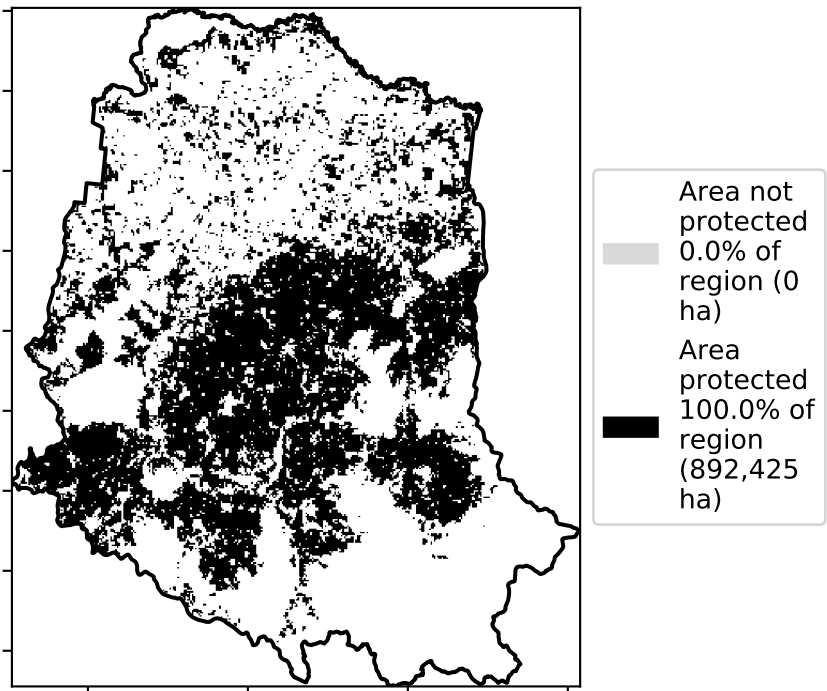 Area not
protected
0.0% of
region (0
ha)
Area
protected
100.0% of
region
(892,425
ha)